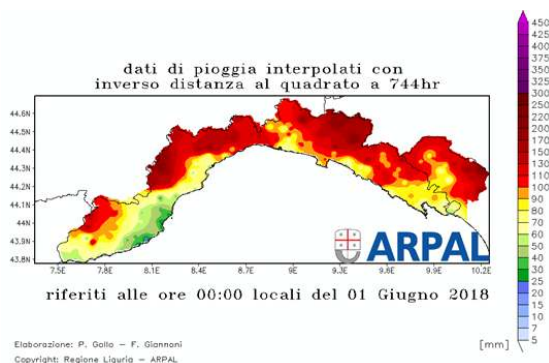 dati di pioggia interpolati con
inverso distanza al quadrato a 744hr
450
425
400
375
350
325
300
250
200
150
130
110
100
90
80
70
60
50
40
30
25
20
15
10
7
5
[mm]
44.6N
44.5N
44.4N
44.3N
44.2N
44.1N
44N
43.9N
43.8N
7.5E
7.8E
8.1E
8.4E
8.7E
9E
9.3E
9.6E
9.9E
10.2E
ARPAL
riferiti alle ore 00:00 locali del 01 Giugno 2018
Elaborazione: P. Gollo – F. Giannoni
Copyright: Regione Liguria – ARPAL